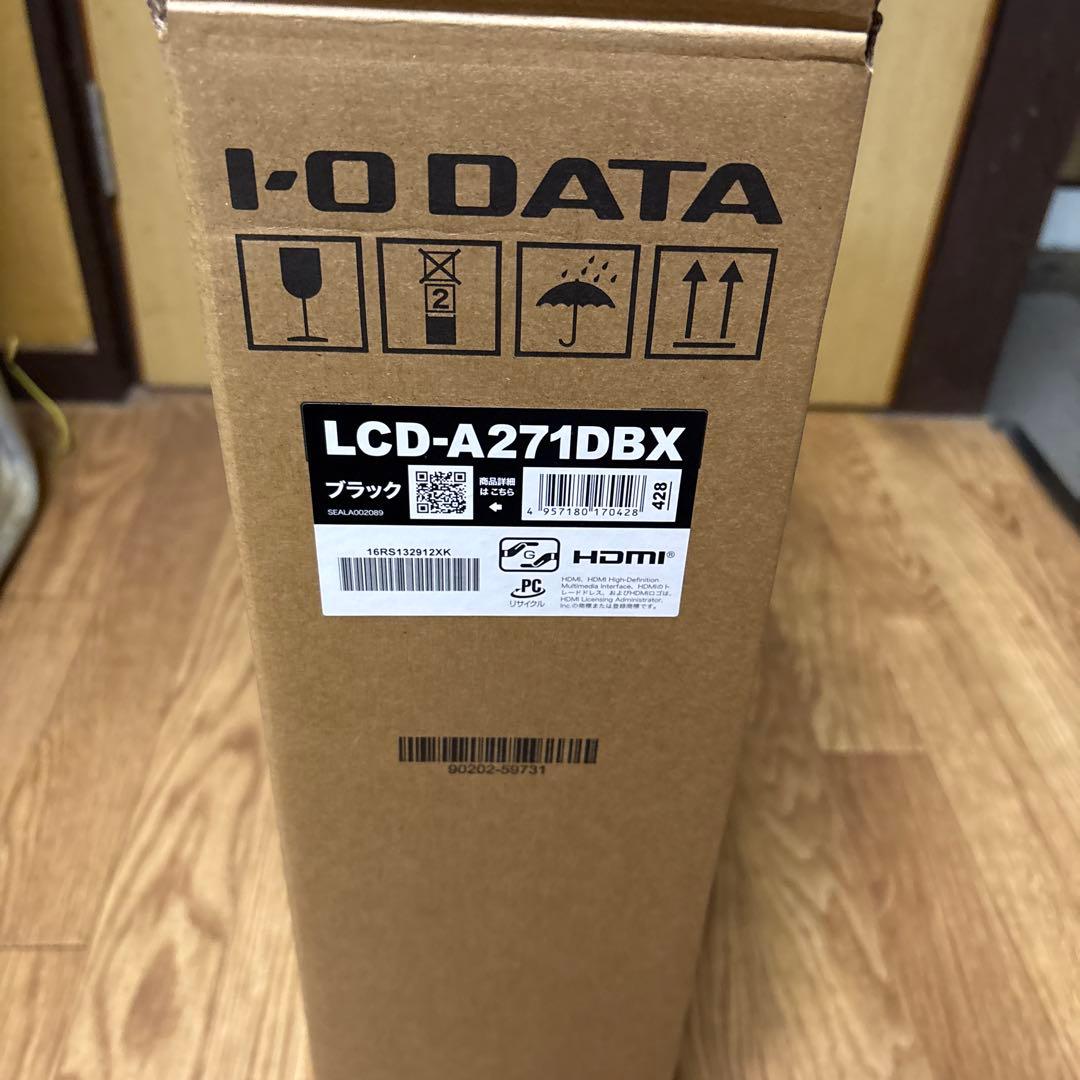 I-O DATA
2
LCD-A271DBX
ブラック
商品詳細
はこちら
SEALA002089
4 957180 170428
428
16RS132912XK
G
HDMI®
PC
リサイクル
HDMI、HDMI High-Definition
Multimedia Interface、HDMIのト
レードドレス、およびHDMIロゴは、
HDMI Licensing Administrator,
Inc.の商標または登録商標です。
90202-59731